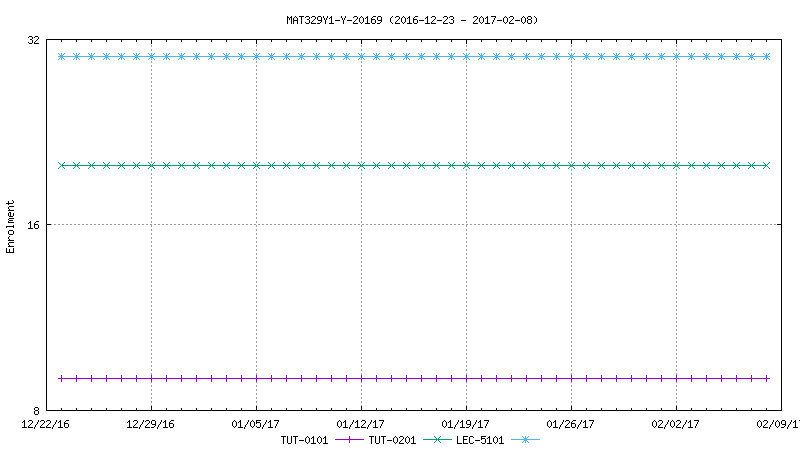 MAT329Y1-Y-20169 (2016-12-23 - 2017-02-08)
32
Enrolment
16
8
12/22/16 12/29/16 01/05/17 01/12/17 01/19/17 01/26/17 02/02/17 02/09/1
TUT-0101 TUT-0201 LEC-5101